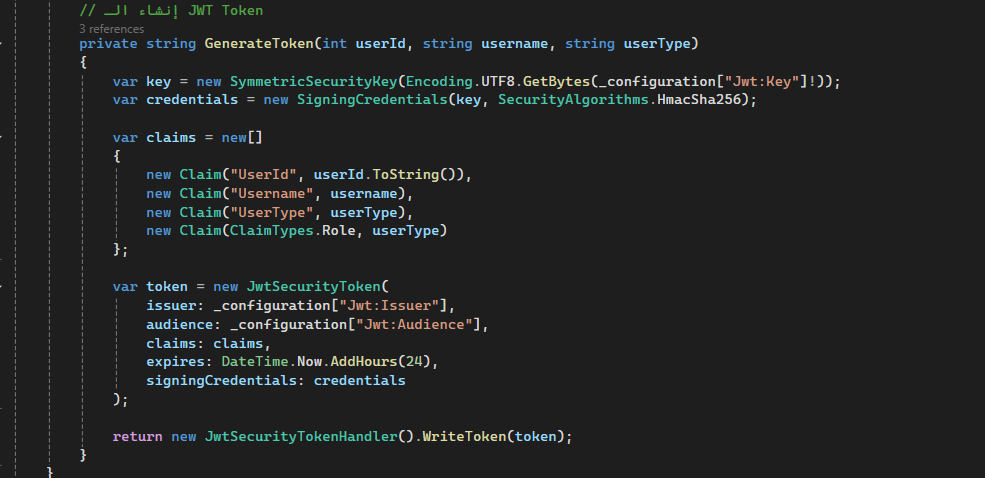 // إنشاء الـ JWT Token
3 references
private string GenerateToken(int userId, string username, string userType)
{
var key = new SymmetricSecurityKey(Encoding.UTF8.GetBytes(_configuration["Jwt:Key"]!));
var credentials = new SigningCredentials(key, SecurityAlgorithms.HmacSha256);
var claims = new[]
{
new Claim("UserId", userId.ToString()),
new Claim("Username", username),
new Claim("UserType", userType),
new Claim(ClaimTypes.Role, userType)
};
var token = new JwtSecurityToken(
issuer: _configuration["Jwt:Issuer"],
audience: _configuration["Jwt:Audience"],
claims: claims,
expires: DateTime.Now.AddHours(24),
signingCredentials: credentials
);
return new JwtSecurityTokenHandler().WriteToken(token);
}
}